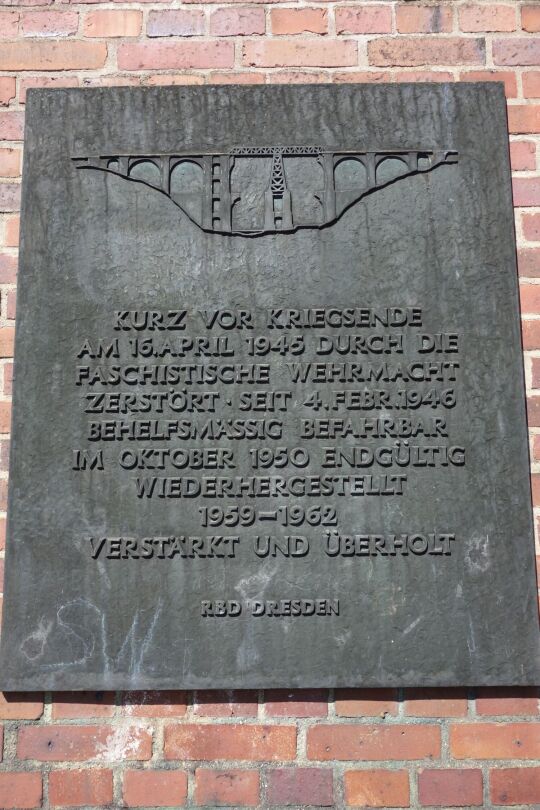 KURZ VOR KRIEGSENDE
AM 16.APRIL 1945 DURCH DIE
FASCHISTISCHE WEHRMACHT
ZERSTÖRT · SEIT 4.FEBR.1946
BEHELFSMÄSSIG BEFAHRBAR
IM OKTOBER 1950 ENDGÜLTIG
WIEDERHERGESTELLT
1959–1962
VERSTÄRKT UND ÜBERHOLT
RBD DRESDEN
SW